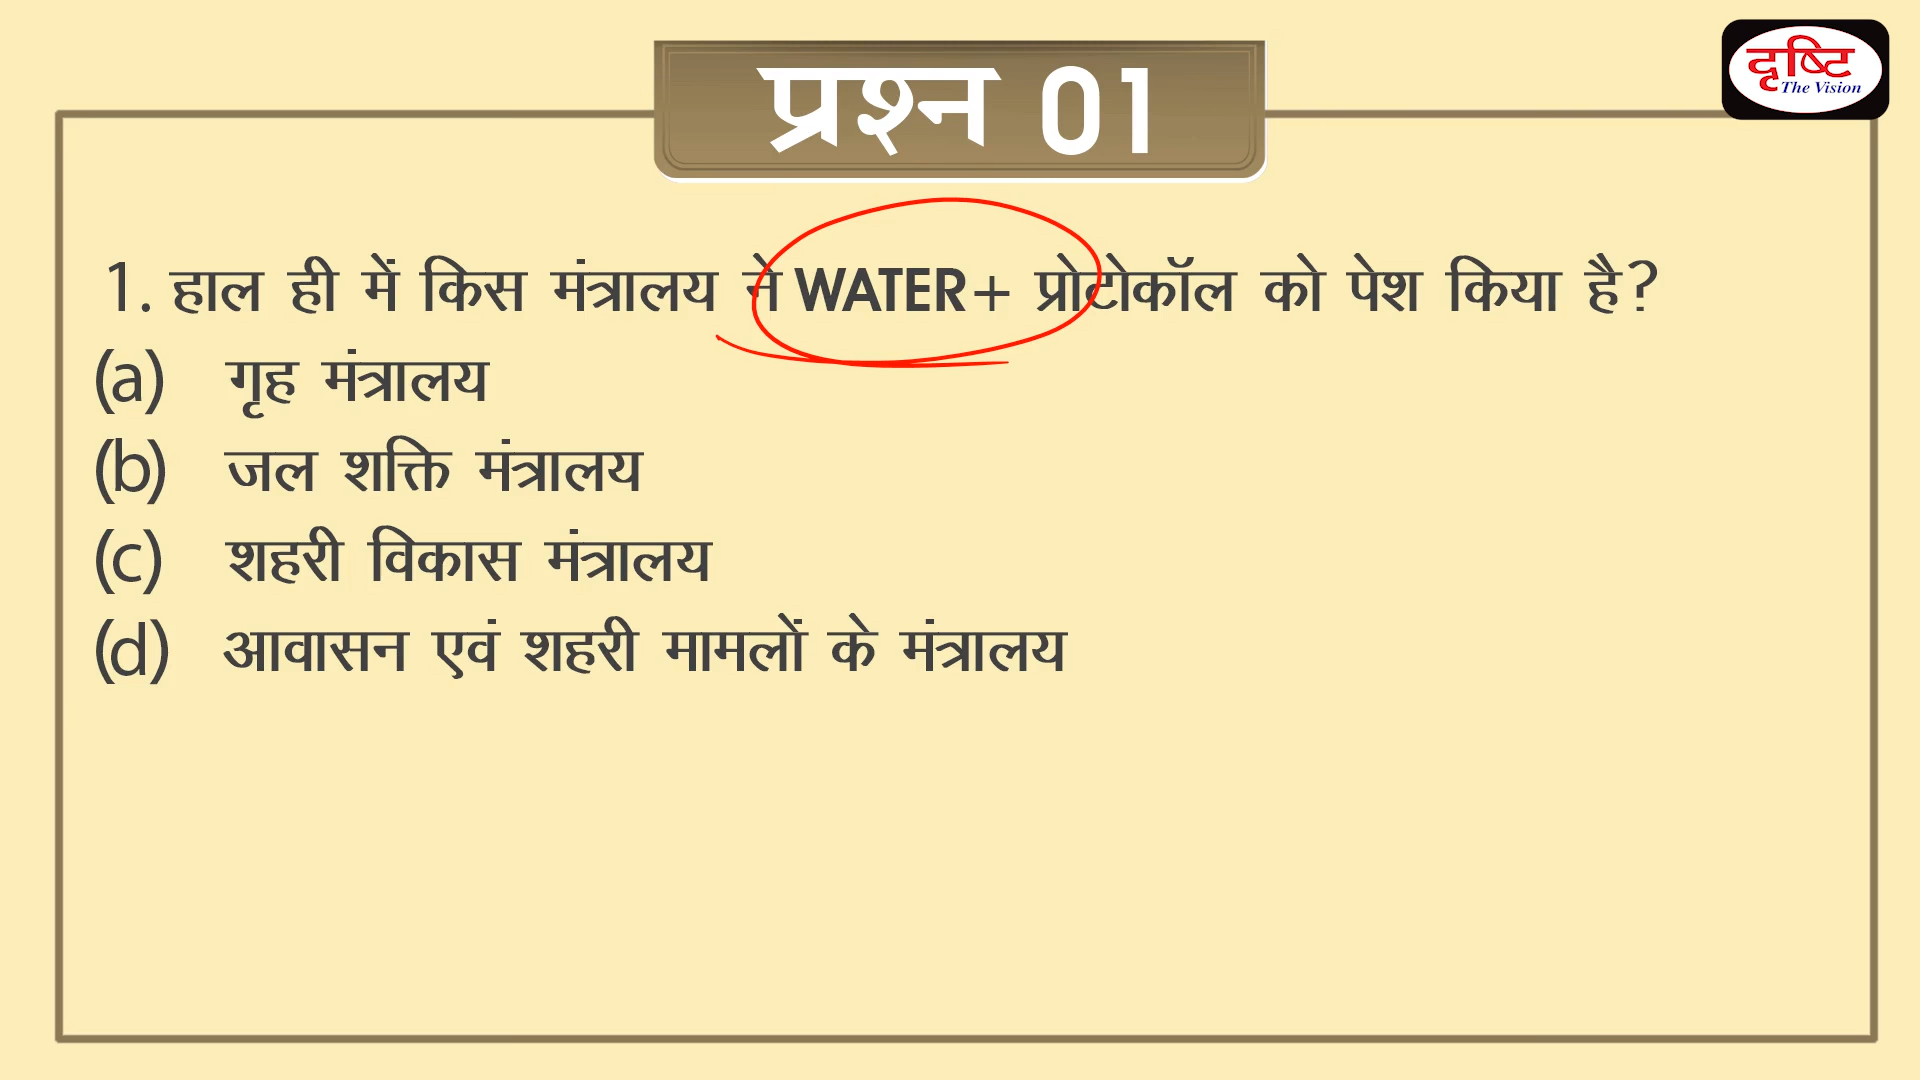 प्रश्न 01
दृष्टि
The Vision
1. हाल ही में किस मंत्रालय ने WATER+ प्रोटोकॉल को पेश किया है?
(a) गृह मंत्रालय
(b) जल शक्ति मंत्रालय
(c) शहरी विकास मंत्रालय
(d) आवासन एवं शहरी मामलों के मंत्रालय